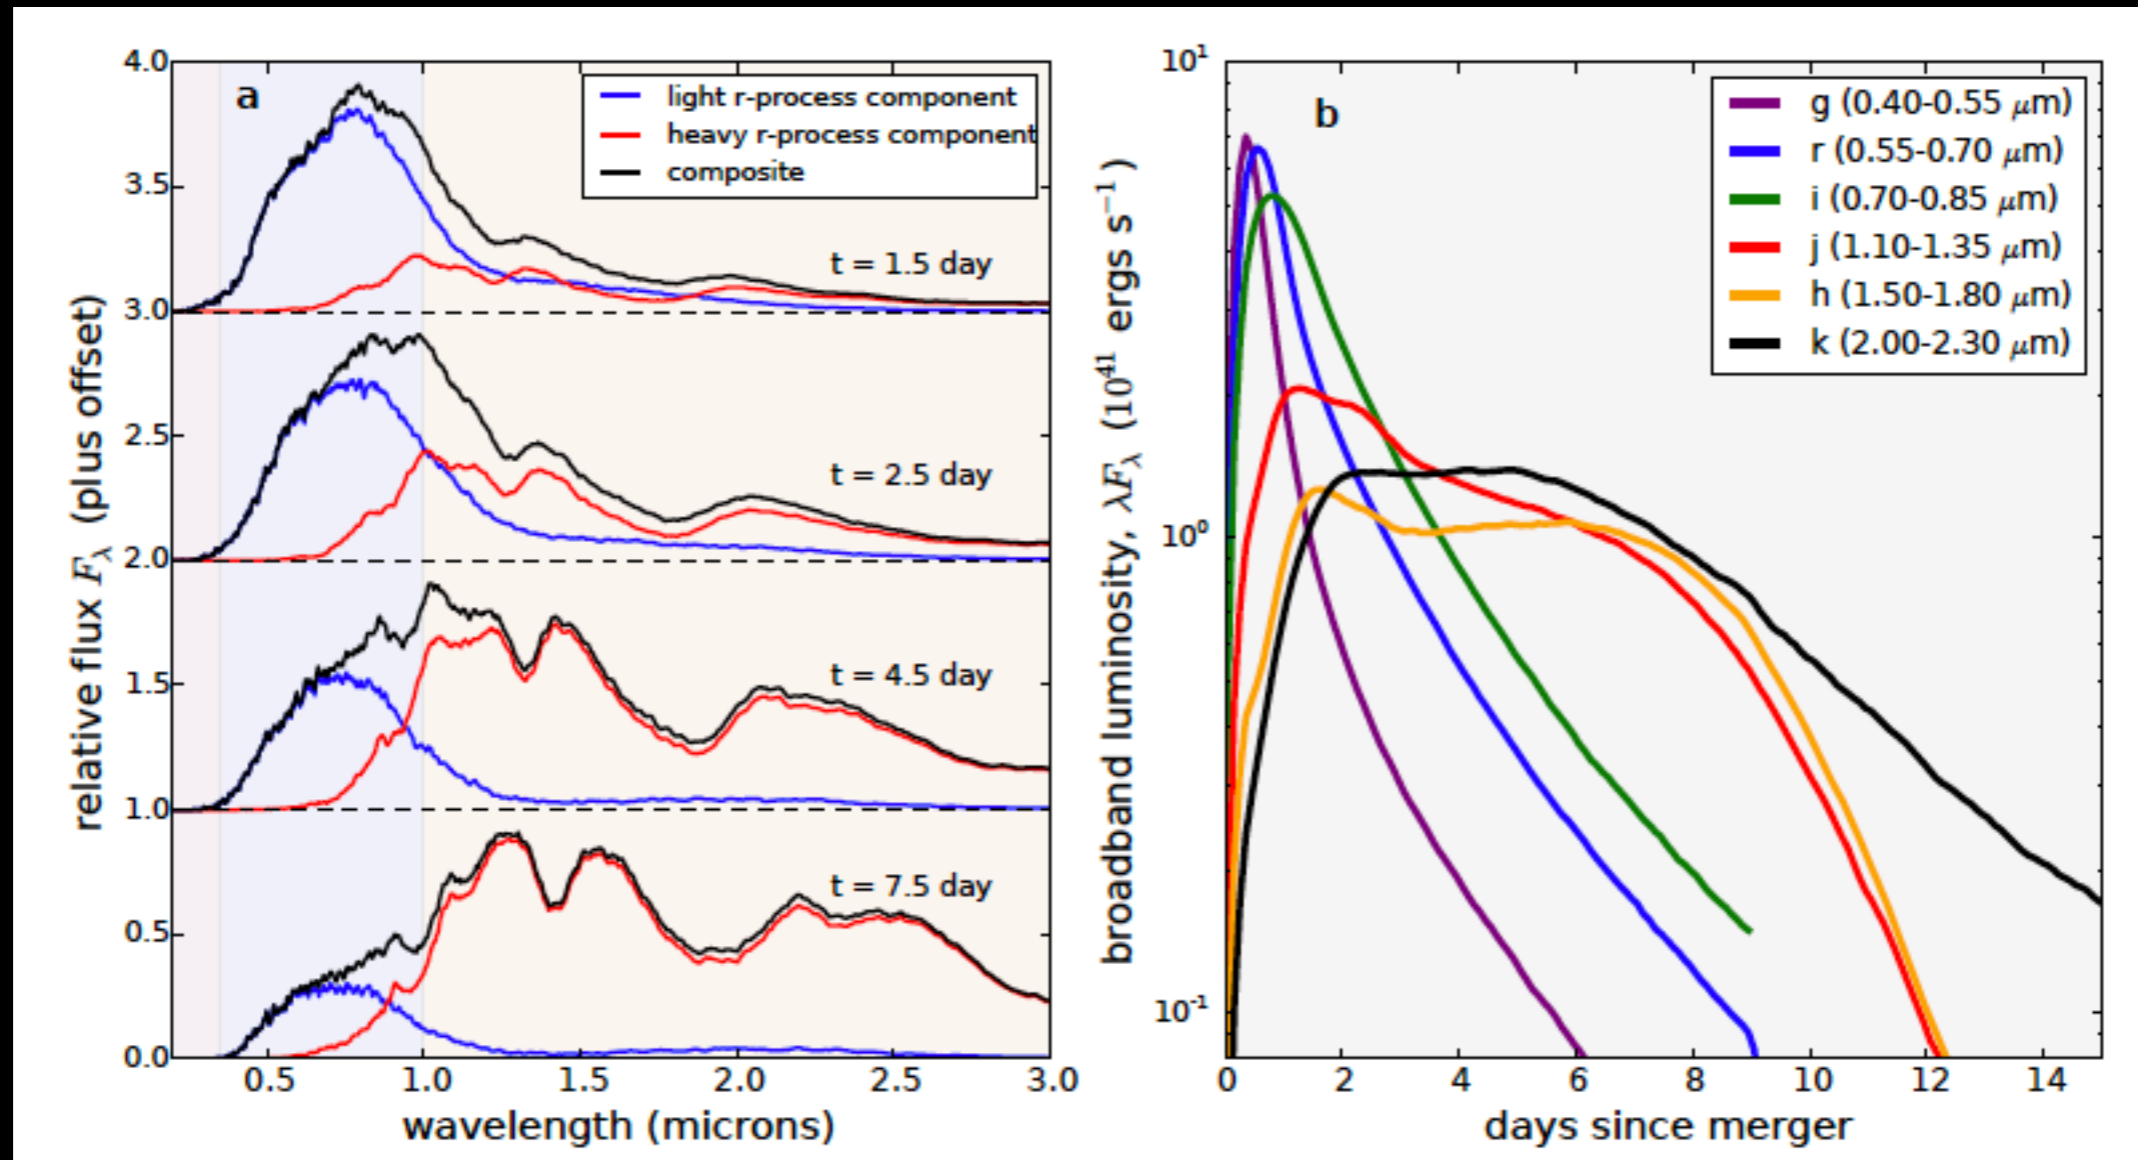 a
light r-process component
heavy r-process component
composite
t = 1.5 day
t = 2.5 day
t = 4.5 day
t = 7.5 day
4.0
3.5
3.0
2.5
2.0
1.5
1.0
0.5
0.0
0.5 1.0 1.5 2.0 2.5 3.0
wavelength (microns)
relative flux F_λ (plus offset)
b
g (0.40-0.55 μm)
r (0.55-0.70 μm)
i (0.70-0.85 μm)
j (1.10-1.35 μm)
h (1.50-1.80 μm)
k (2.00-2.30 μm)
10¹
10⁰
10⁻¹
0 2 4 6 8 10 12 14
days since merger
broadband luminosity, λF_λ (10⁴¹ ergs s⁻¹)